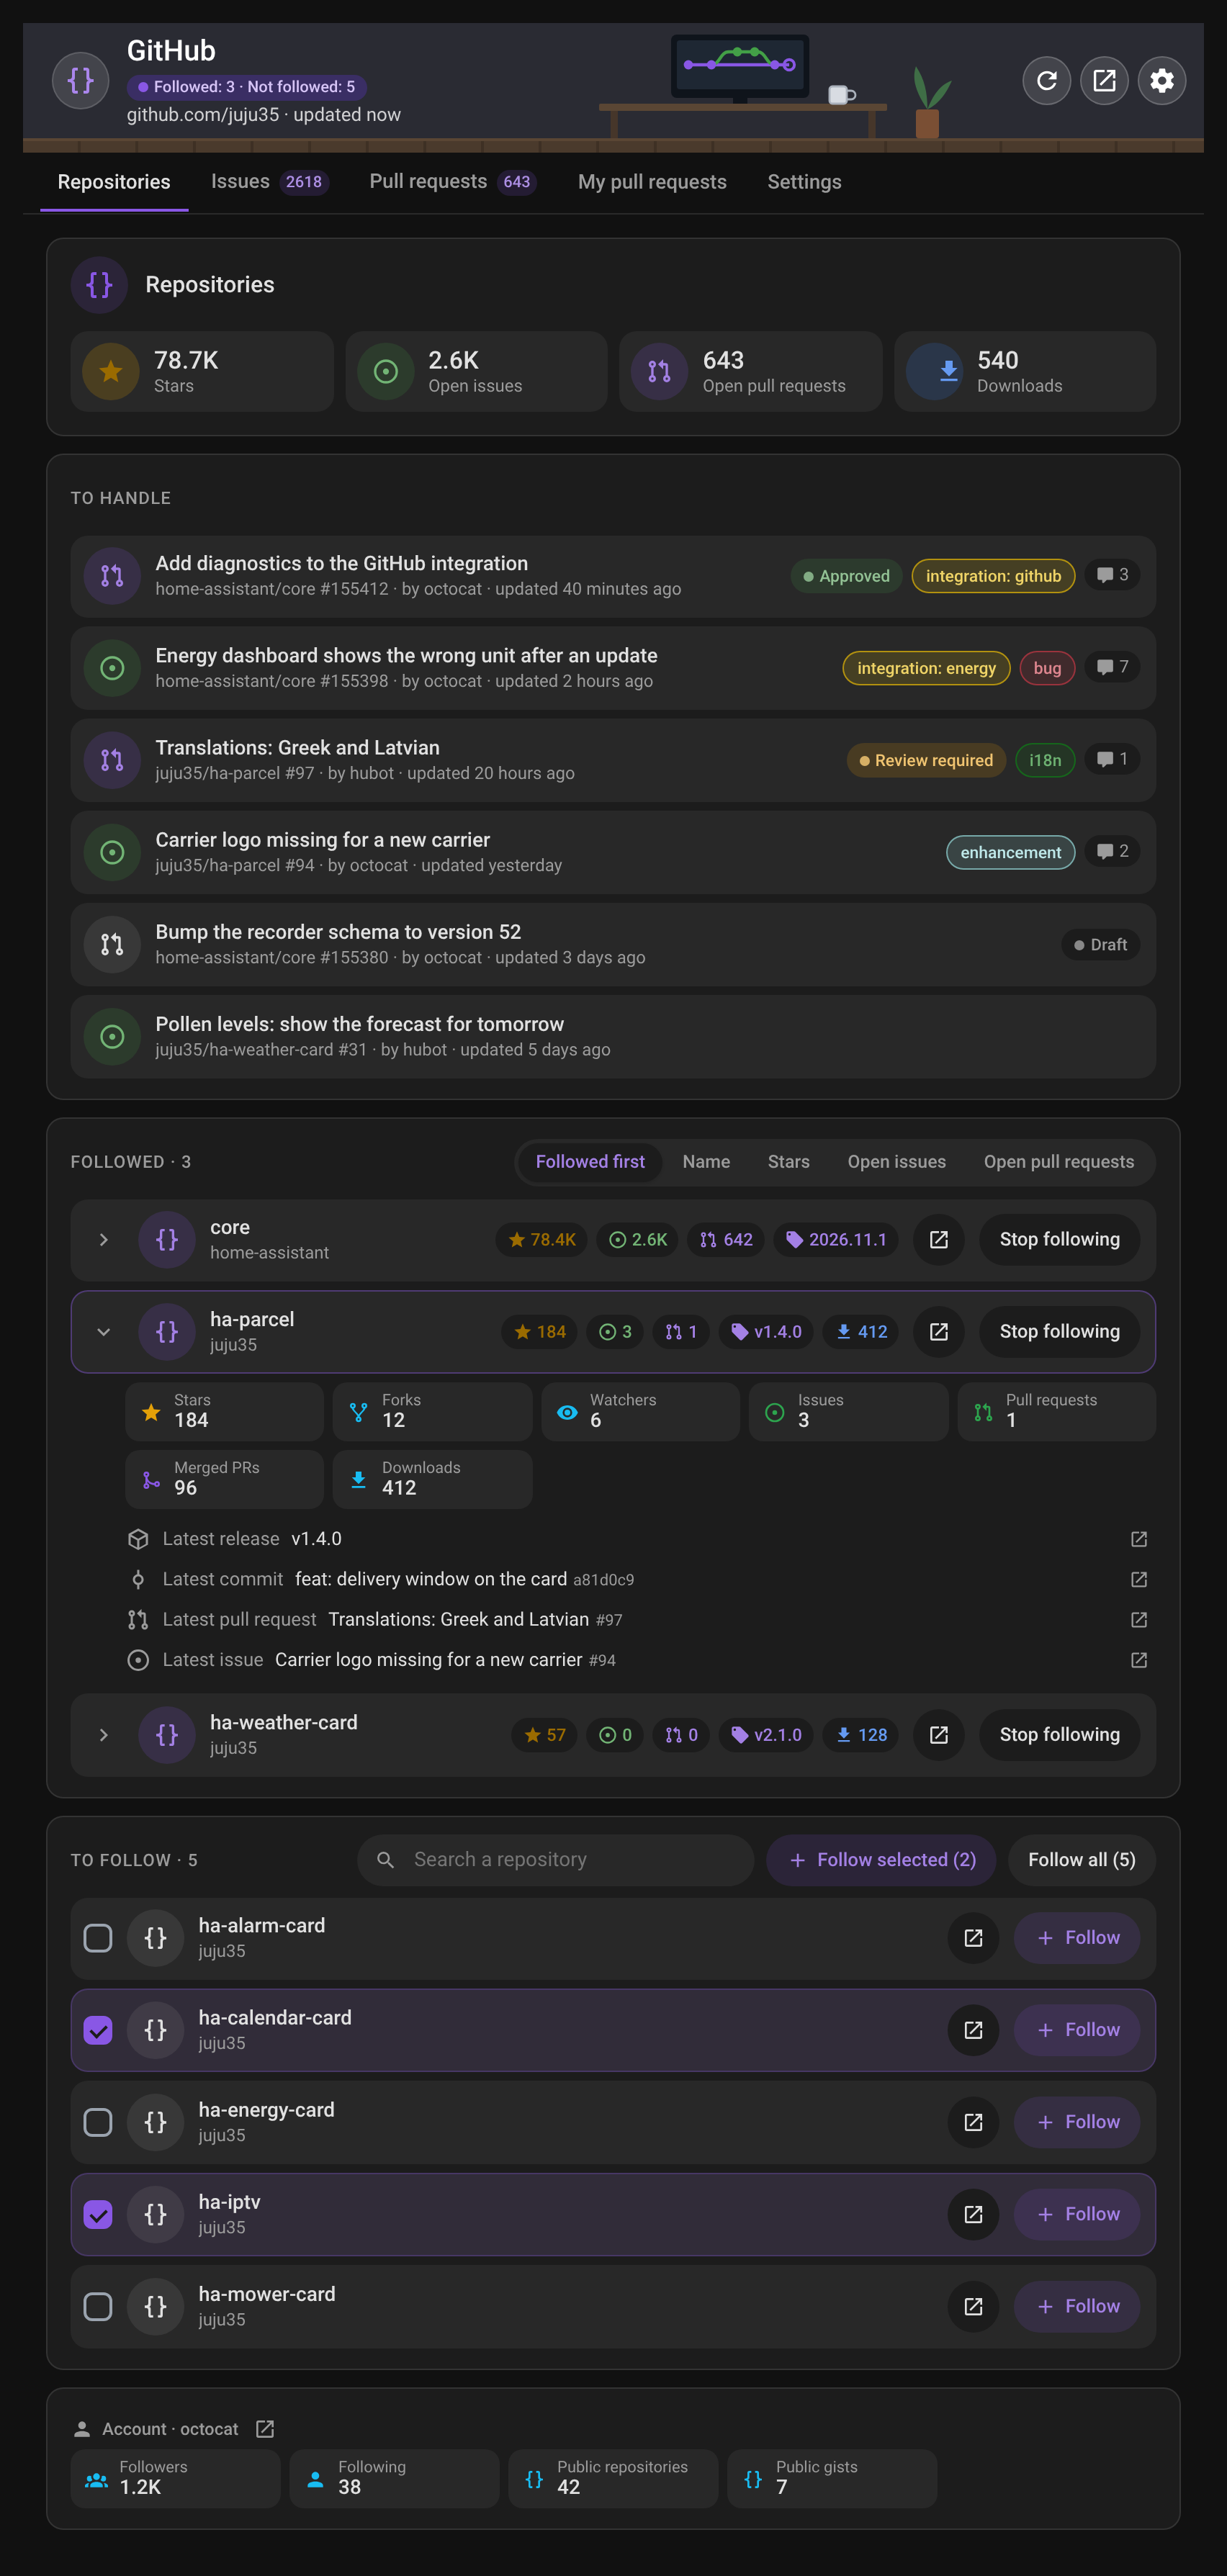 GitHub
Followed: 3 · Not followed: 5
github.com/juju35 · updated now
Repositories
Issues 2618
Pull requests 643
My pull requests
Settings
Repositories
78.7K
Stars
2.6K
Open issues
643
Open pull requests
540
Downloads
TO HANDLE
Add diagnostics to the GitHub integration
home-assistant/core #155412 · by octocat · updated 40 minutes ago
Approved
integration: github
3
Energy dashboard shows the wrong unit after an update
home-assistant/core #155398 · by octocat · updated 2 hours ago
integration: energy
bug
7
Translations: Greek and Latvian
juju35/ha-parcel #97 · by hubot · updated 20 hours ago
Review required
i18n
1
Carrier logo missing for a new carrier
juju35/ha-parcel #94 · by octocat · updated yesterday
enhancement
2
Bump the recorder schema to version 52
home-assistant/core #155380 · by octocat · updated 3 days ago
Draft
Pollen levels: show the forecast for tomorrow
juju35/ha-weather-card #31 · by hubot · updated 5 days ago
FOLLOWED · 3
Followed first
Name
Stars
Open issues
Open pull requests
core
home-assistant
78.4K
2.6K
642
2026.11.1
Stop following
ha-parcel
juju35
184
3
1
v1.4.0
412
Stop following
Stars
184
Forks
12
Watchers
6
Issues
3
Pull requests
1
Merged PRs
96
Downloads
412
Latest release v1.4.0
Latest commit feat: delivery window on the card a81d0c9
Latest pull request Translations: Greek and Latvian #97
Latest issue Carrier logo missing for a new carrier #94
ha-weather-card
juju35
57
0
0
v2.1.0
128
Stop following
TO FOLLOW · 5
Search a repository
Follow selected (2)
Follow all (5)
ha-alarm-card
juju35
Follow
ha-calendar-card
juju35
Follow
ha-energy-card
juju35
Follow
ha-iptv
juju35
Follow
ha-mower-card
juju35
Follow
Account · octocat
Followers
1.2K
Following
38
Public repositories
42
Public gists
7